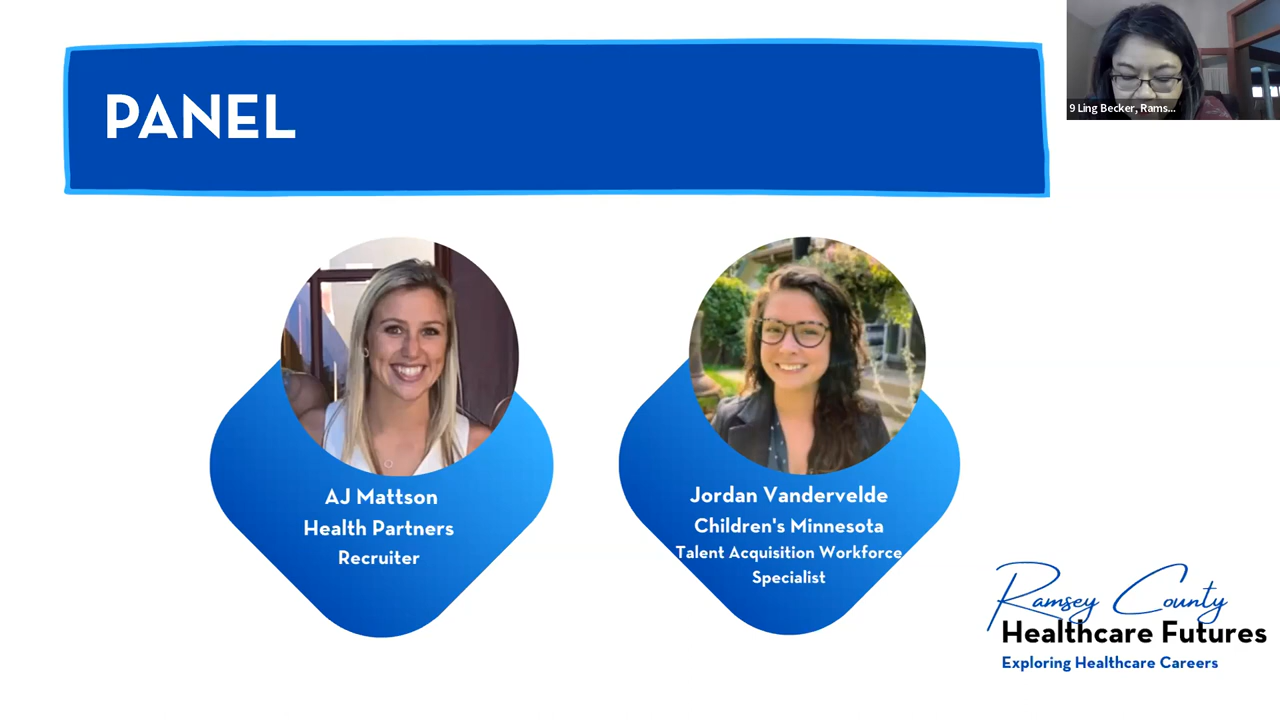 PANEL
9 Ling Becker, Rams...
AJ Mattson
Health Partners
Recruiter
Jordan Vandervelde
Children's Minnesota
Talent Acquisition Workforce
Specialist
Ramsey County
Healthcare Futures
Exploring Healthcare Careers